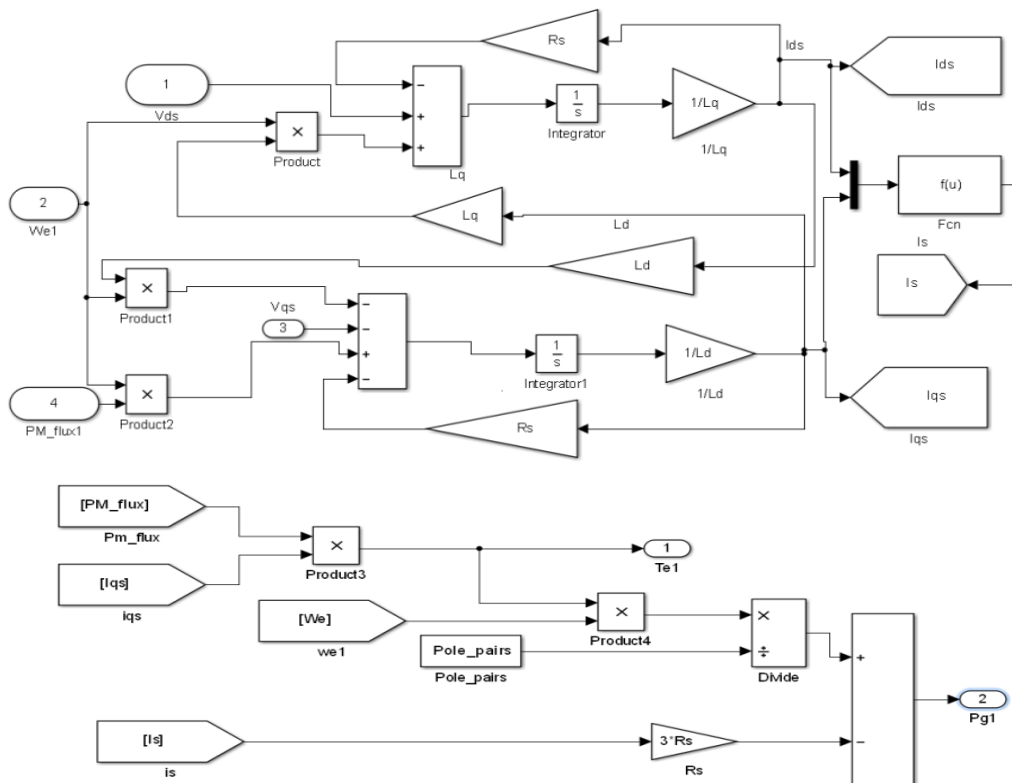 Rs
Ids
Ids
Ids
1
Vds
−
+
+
Lq
×
Product
1
s
Integrator
1/Lq
1/Lq
2
We1
Lq
Ld
f(u)
Fcn
Ld
Is
Is
×
Product1
Vqs
3
−
−
+
−
1
s
Integrator1
1/Ld
1/Ld
×
Product2
4
PM_flux1
Rs
Iqs
Iqs
[PM_flux]
Pm_flux
×
Product3
1
Te1
[Iqs]
iqs
[We]
we1
×
Product4
Pole_pairs
Pole_pairs
×
÷
Divide
+
−
2
Pg1
[Is]
is
3*Rs
Rs